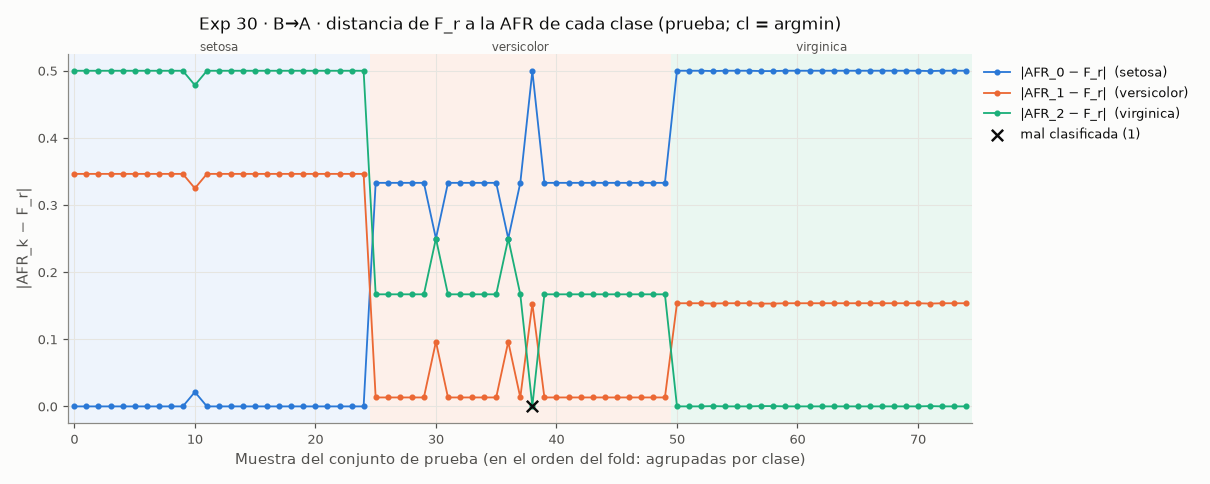 Exp 30 · B→A · distancia de F_r a la AFR de cada clase (prueba; cl = argmin)
setosa versicolor virginica
|AFR_0 − F_r| (setosa)
|AFR_1 − F_r| (versicolor)
|AFR_2 − F_r| (virginica)
mal clasificada (1)
|AFR_k − F_r|
0.5
0.4
0.3
0.2
0.1
0.0
0 10 20 30 40 50 60 70
Muestra del conjunto de prueba (en el orden del fold: agrupadas por clase)